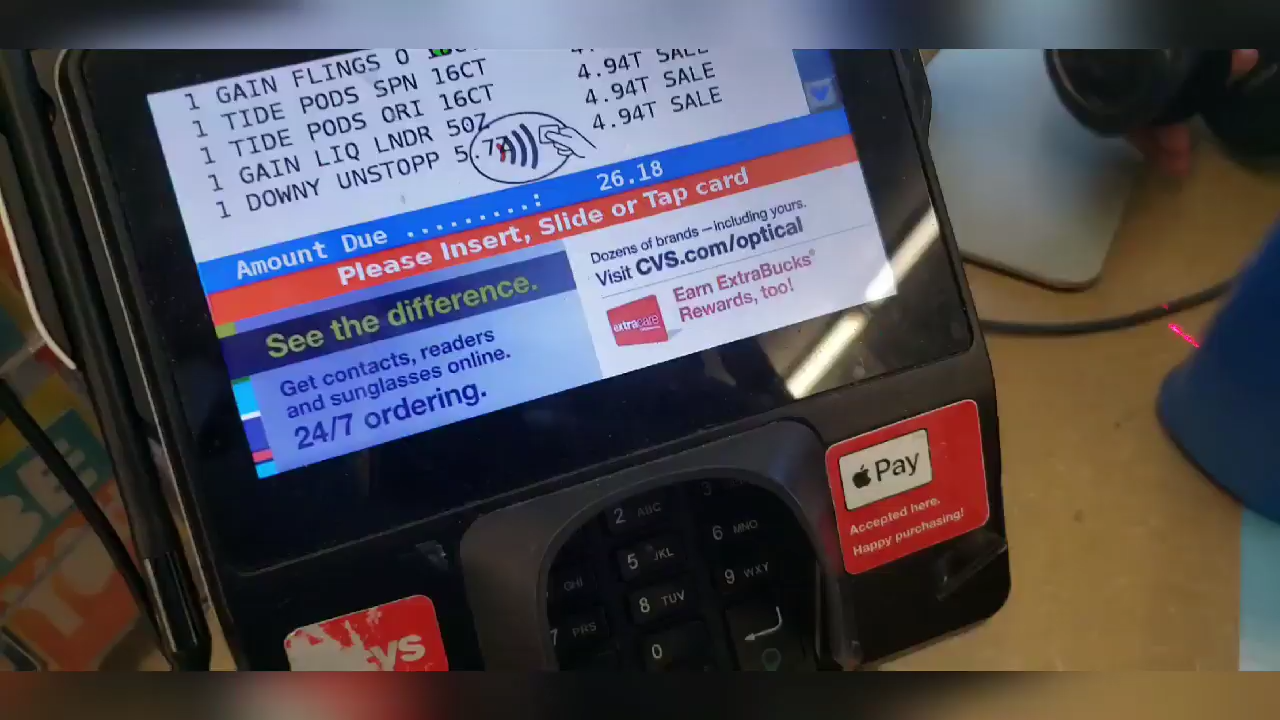 1 GAIN FLINGS O
1 TIDE PODS SPN 16CT 4.94T SALE
1 TIDE PODS ORI 16CT 4.94T SALE
1 GAIN LIQ LNDR 50Z 4.94T SALE
1 DOWNY UNSTOPP 5.7
Amount Due ........: 26.18
Please Insert, Slide or Tap card
See the difference.
Get contacts, readers
and sunglasses online.
24/7 ordering.
Dozens of brands—including yours.
Visit CVS.com/optical
extracare
Earn ExtraBucks®
Rewards, too!
Pay
Accepted here.
Happy purchasing!
2 ABC
3
GHI
5 JKL
6 MNO
7 PRS
8 TUV
9 WXY
0
BE